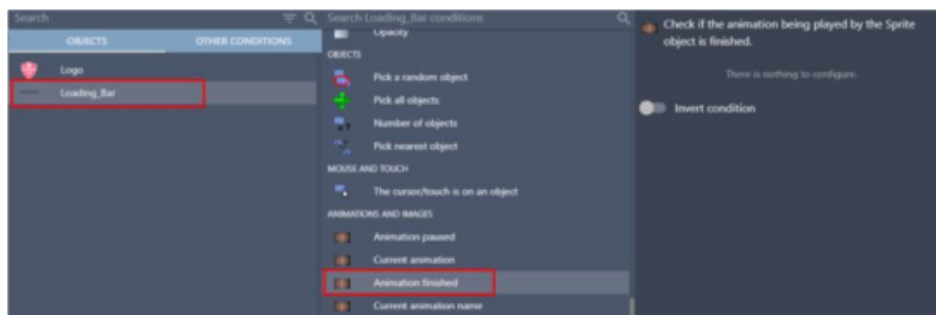 Search
OBJECTS
OTHER CONDITIONS
Logo
Loading_Bar
Search Loading_Bar conditions
Opacity
OBJECTS
Pick a random object
Pick all objects
Number of objects
Pick nearest object
MOUSE AND TOUCH
The cursor/touch is on an object
ANIMATIONS AND IMAGES
Animation paused
Current animation
Animation finished
Current animation name
Check if the animation being played by the Sprite
object is finished.
There is nothing to configure.
Invert condition